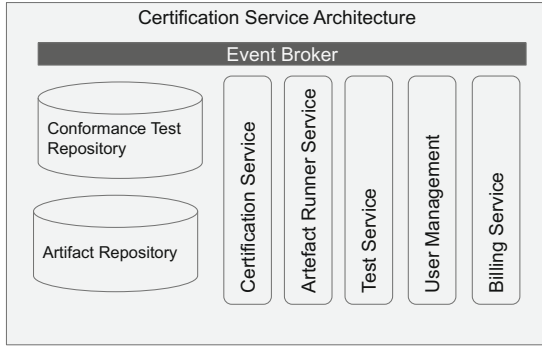 Certification Service Architecture
Event Broker
Conformance Test
Repository
Artifact Repository
Certification Service
Artefact Runner Service
Test Service
User Management
Billing Service